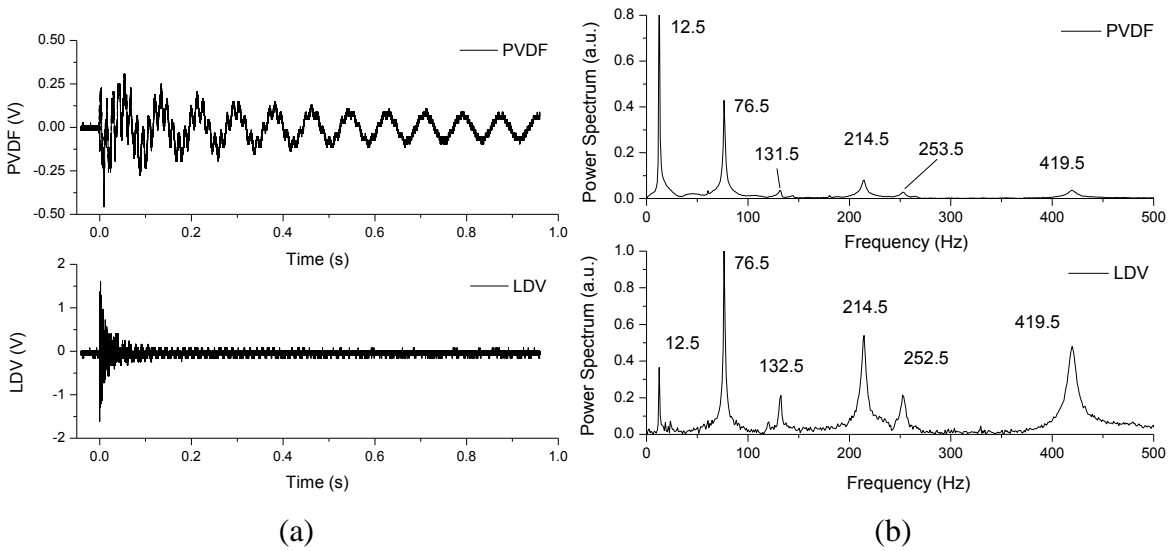 0.50
0.25
0.00
-0.25
-0.50
PVDF (V)
PVDF
0.0 0.2 0.4 0.6 0.8 1.0
Time (s)
2
1
0
-1
-2
LDV (V)
LDV
0.0 0.2 0.4 0.6 0.8 1.0
Time (s)
(a)
0.8
0.6
0.4
0.2
0.0
Power Spectrum (a.u.)
12.5
PVDF
76.5
131.5
214.5
253.5
419.5
0 100 200 300 400 500
Frequency (Hz)
1.0
0.8
0.6
0.4
0.2
0.0
Power Spectrum (a.u.)
76.5
LDV
214.5
419.5
12.5
132.5
252.5
0 100 200 300 400 500
Frequency (Hz)
(b)